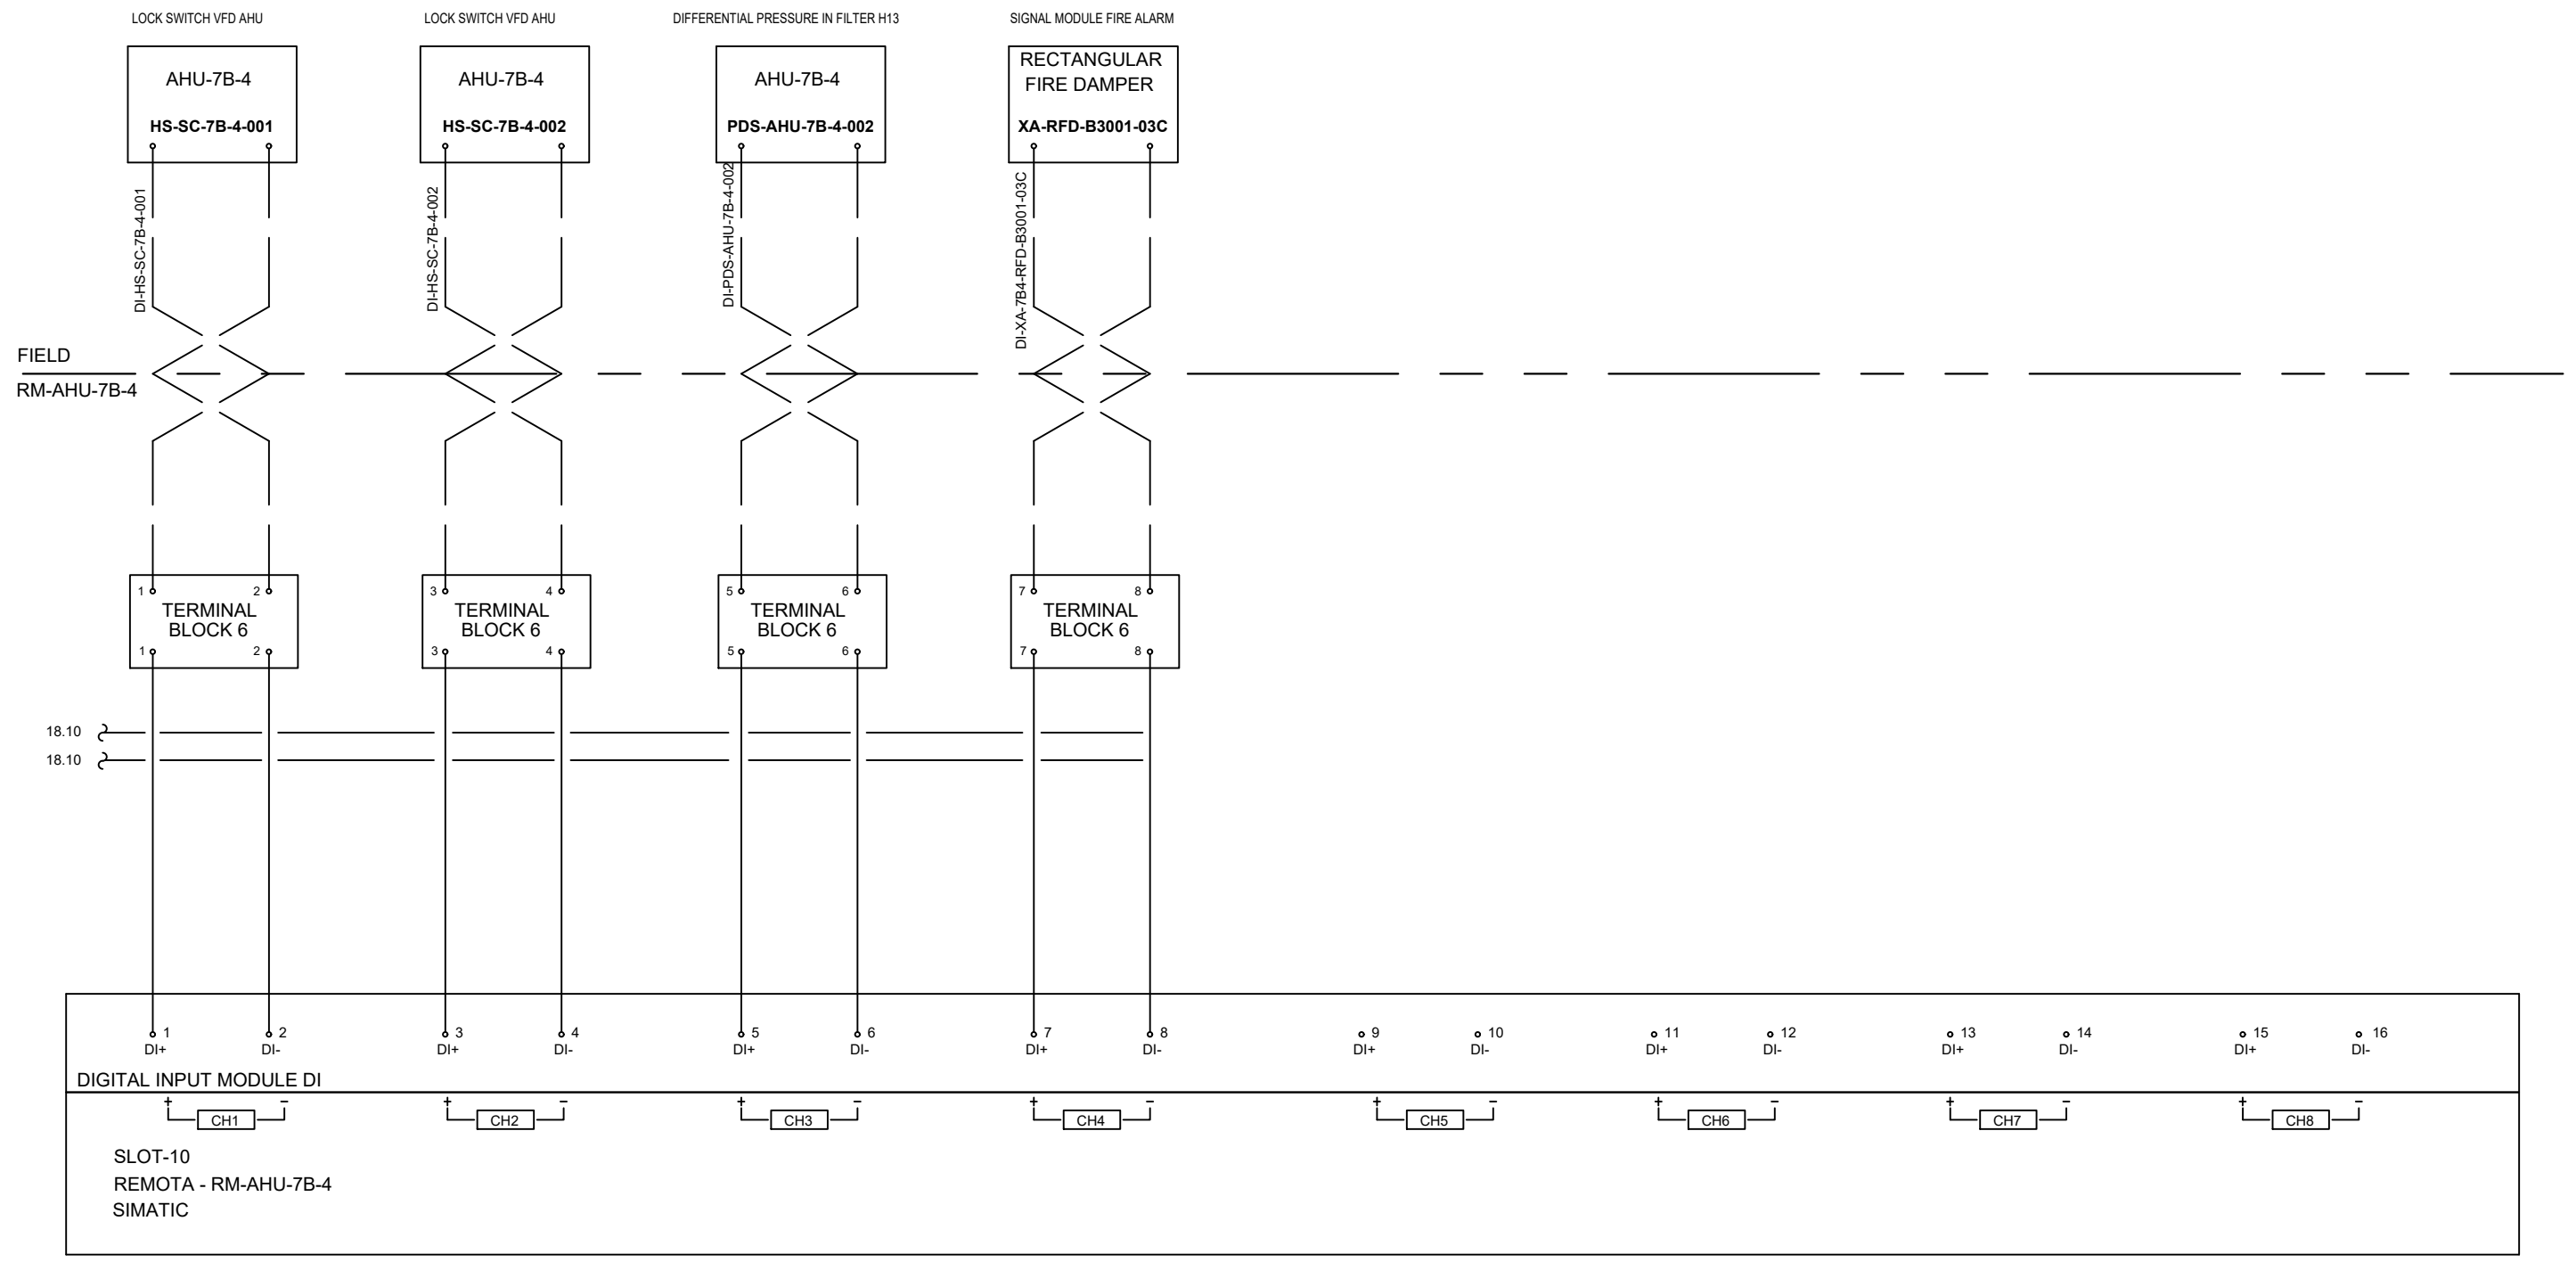 LOCK SWITCH VFD AHU
LOCK SWITCH VFD AHU
DIFFERENTIAL PRESSURE IN FILTER H13
SIGNAL MODULE FIRE ALARM
AHU-7B-4
HS-SC-7B-4-001
AHU-7B-4
HS-SC-7B-4-002
AHU-7B-4
PDS-AHU-7B-4-002
RECTANGULAR
FIRE DAMPER
XA-RFD-B3001-03C
DI-HS-SC-7B-4-001
DI-HS-SC-7B-4-002
DI-PDS-AHU-7B-4-002
DI-XA-7B4-RFD-B3001-03C
FIELD
RM-AHU-7B-4
1 2
TERMINAL
BLOCK 6
1 2
3 4
TERMINAL
BLOCK 6
3 4
5 6
TERMINAL
BLOCK 6
5 6
7 8
TERMINAL
BLOCK 6
7 8
18.10
18.10
1 2 3 4 5 6 7 8 9 10 11 12 13 14 15 16
DI+ DI- DI+ DI- DI+ DI- DI+ DI- DI+ DI- DI+ DI- DI+ DI- DI+ DI-
DIGITAL INPUT MODULE DI
+ − + − + − + − + − + − + − + −
CH1 CH2 CH3 CH4 CH5 CH6 CH7 CH8
SLOT-10
REMOTA - RM-AHU-7B-4
SIMATIC